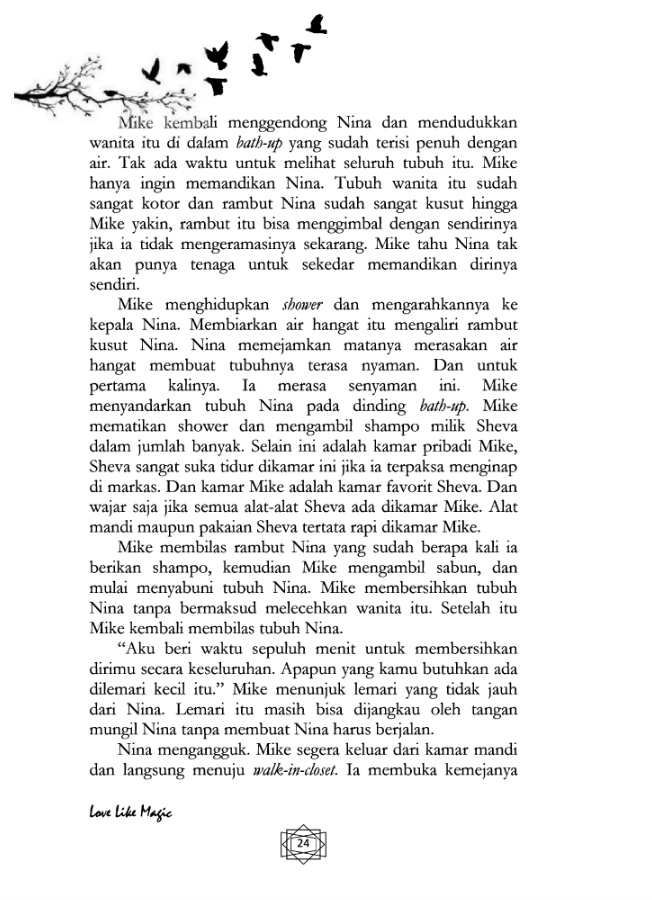 Mike kembali menggendong Nina dan mendudukkan
wanita itu di dalam bath-up yang sudah terisi penuh dengan
air. Tak ada waktu untuk melihat seluruh tubuh itu. Mike
hanya ingin memandikan Nina. Tubuh wanita itu sudah
sangat kotor dan rambut Nina sudah sangat kusut hingga
Mike yakin, rambut itu bisa menggimbal dengan sendirinya
jika ia tidak mengeramasinya sekarang. Mike tahu Nina tak
akan punya tenaga untuk sekedar memandikan dirinya
sendiri.
Mike menghidupkan shower dan mengarahkannya ke
kepala Nina. Membiarkan air hangat itu mengaliri rambut
kusut Nina. Nina memejamkan matanya merasakan air
hangat membuat tubuhnya terasa nyaman. Dan untuk
pertama kalinya. Ia merasa senyaman ini. Mike
menyandarkan tubuh Nina pada dinding bath-up. Mike
mematikan shower dan mengambil shampo milik Sheva
dalam jumlah banyak. Selain ini adalah kamar pribadi Mike,
Sheva sangat suka tidur dikamar ini jika ia terpaksa menginap
di markas. Dan kamar Mike adalah kamar favorit Sheva. Dan
wajar saja jika semua alat-alat Sheva ada dikamar Mike. Alat
mandi maupun pakaian Sheva tertata rapi dikamar Mike.
Mike membilas rambut Nina yang sudah berapa kali ia
berikan shampo, kemudian Mike mengambil sabun, dan
mulai menyabuni tubuh Nina. Mike membersihkan tubuh
Nina tanpa bermaksud melecehkan wanita itu. Setelah itu
Mike kembali membilas tubuh Nina.
“Aku beri waktu sepuluh menit untuk membersihkan
dirimu secara keseluruhan. Apapun yang kamu butuhkan ada
dilemari kecil itu.” Mike menunjuk lemari yang tidak jauh
dari Nina. Lemari itu masih bisa dijangkau oleh tangan
mungil Nina tanpa membuat Nina harus berjalan.
Nina mengangguk. Mike segera keluar dari kamar mandi
dan langsung menuju walk-in-closet. Ia membuka kemejanya
Love Like Magic
24